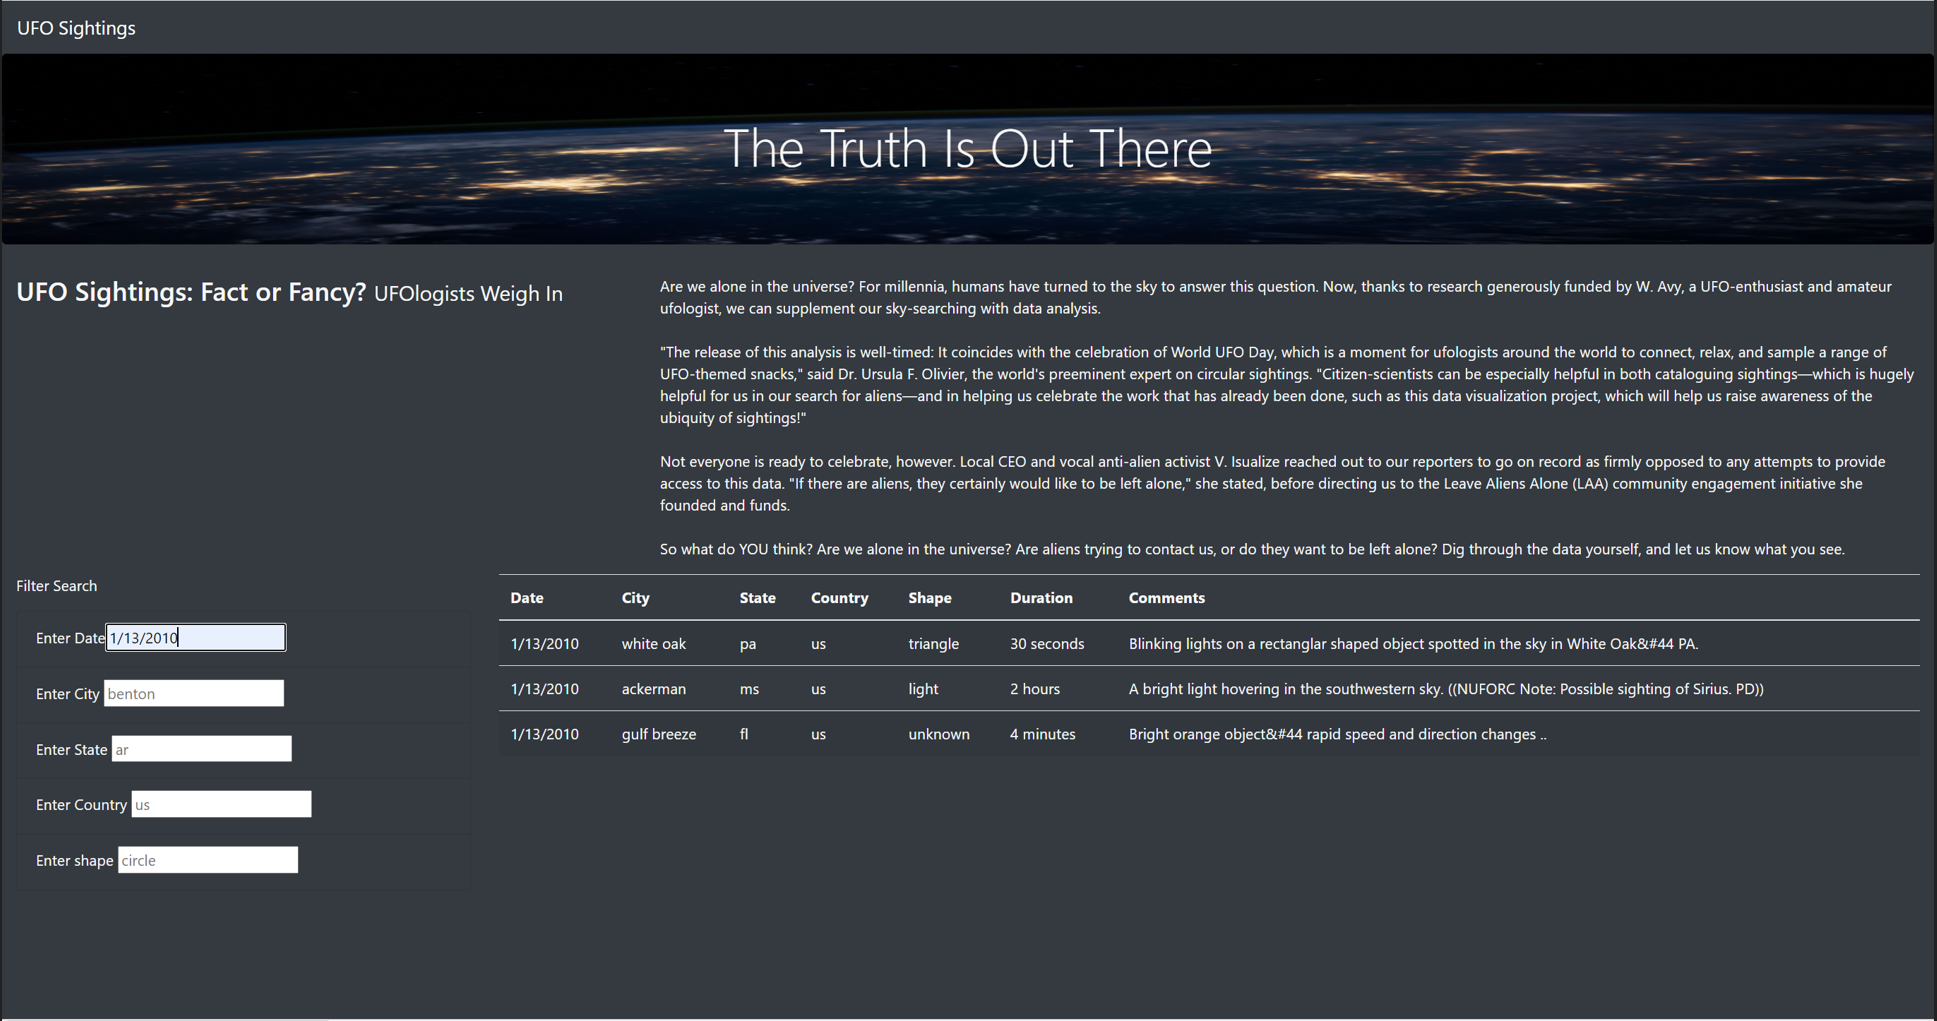 UFO Sightings
The Truth Is Out There
UFO Sightings: Fact or Fancy? UFOlogists Weigh In
Are we alone in the universe? For millennia, humans have turned to the sky to answer this question. Now, thanks to research generously funded by W. Avy, a UFO-enthusiast and amateur
ufologist, we can supplement our sky-searching with data analysis.
"The release of this analysis is well-timed: It coincides with the celebration of World UFO Day, which is a moment for ufologists around the world to connect, relax, and sample a range of
UFO-themed snacks," said Dr. Ursula F. Olivier, the world's preeminent expert on circular sightings. "Citizen-scientists can be especially helpful in both cataloguing sightings—which is hugely
helpful for us in our search for aliens—and in helping us celebrate the work that has already been done, such as this data visualization project, which will help us raise awareness of the
ubiquity of sightings!"
Not everyone is ready to celebrate, however. Local CEO and vocal anti-alien activist V. Isualize reached out to our reporters to go on record as firmly opposed to any attempts to provide
access to this data. "If there are aliens, they certainly would like to be left alone," she stated, before directing us to the Leave Aliens Alone (LAA) community engagement initiative she
founded and funds.
So what do YOU think? Are we alone in the universe? Are aliens trying to contact us, or do they want to be left alone? Dig through the data yourself, and let us know what you see.
Filter Search
Enter Date 1/13/2010
Enter City benton
Enter State ar
Enter Country us
Enter shape circle
Date City State Country Shape Duration Comments
1/13/2010 white oak pa us triangle 30 seconds Blinking lights on a rectanglar shaped object spotted in the sky in White Oak&#44 PA.
1/13/2010 ackerman ms us light 2 hours A bright light hovering in the southwestern sky. ((NUFORC Note: Possible sighting of Sirius. PD))
1/13/2010 gulf breeze fl us unknown 4 minutes Bright orange object&#44 rapid speed and direction changes ..